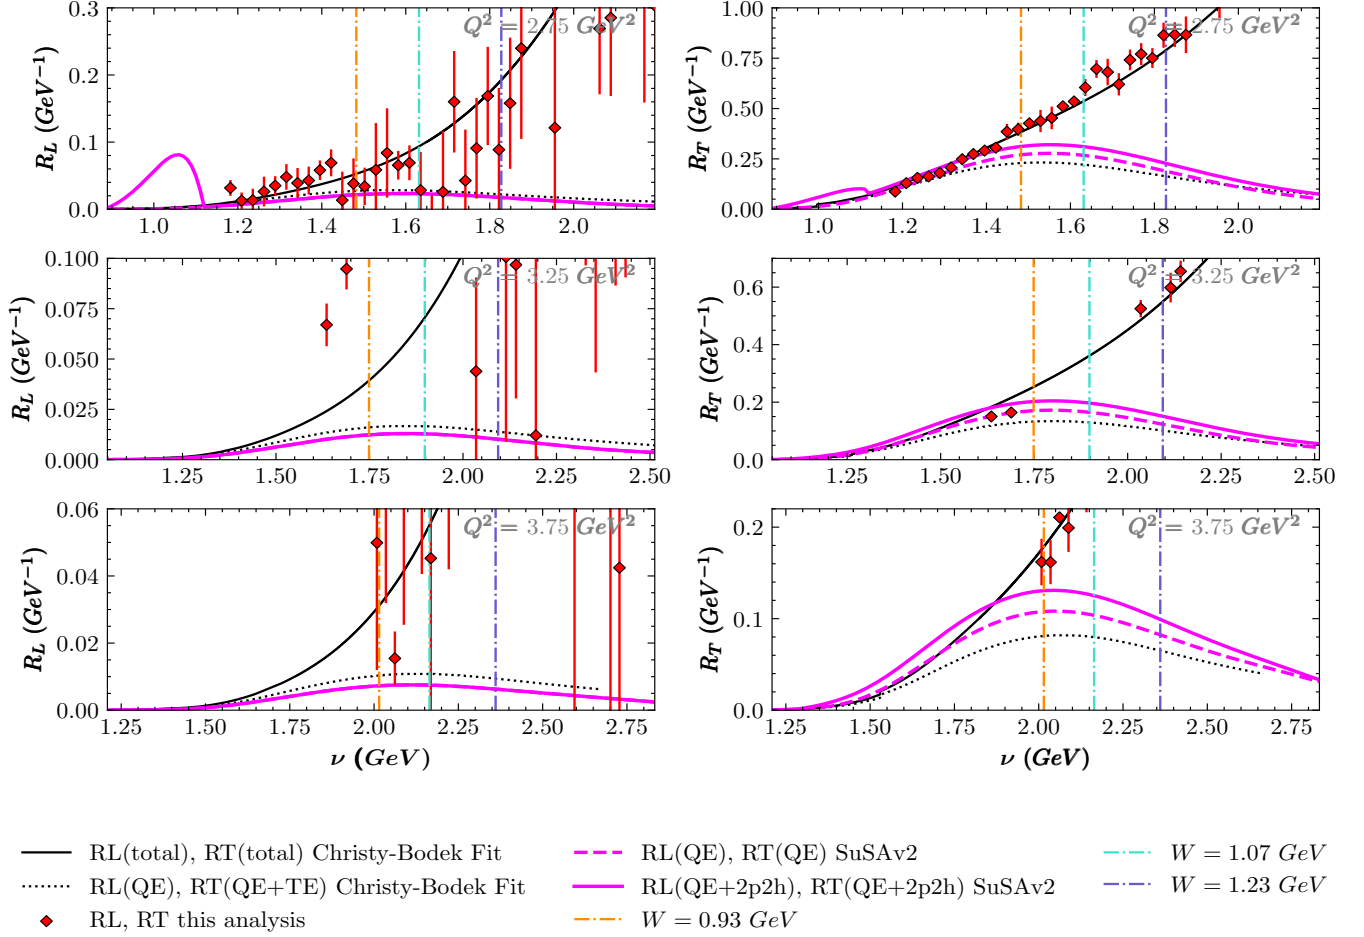 0.3
0.2
0.1
0.0
R_L (GeV⁻¹)
Q² = 2.75 GeV²
1.0 1.2 1.4 1.6 1.8 2.0
1.00
0.75
0.50
0.25
0.00
R_T (GeV⁻¹)
Q² = 2.75 GeV²
1.0 1.2 1.4 1.6 1.8 2.0
0.100
0.075
0.050
0.025
0.000
R_L (GeV⁻¹)
Q² = 3.25 GeV²
1.25 1.50 1.75 2.00 2.25 2.50
0.6
0.4
0.2
0.0
R_T (GeV⁻¹)
Q² = 3.25 GeV²
1.25 1.50 1.75 2.00 2.25 2.50
0.06
0.04
0.02
0.00
R_L (GeV⁻¹)
Q² = 3.75 GeV²
1.25 1.50 1.75 2.00 2.25 2.50 2.75
ν (GeV)
0.2
0.1
0.0
R_T (GeV⁻¹)
Q² = 3.75 GeV²
1.25 1.50 1.75 2.00 2.25 2.50 2.75
ν (GeV)
RL(total), RT(total) Christy-Bodek Fit
RL(QE), RT(QE+TE) Christy-Bodek Fit
RL, RT this analysis
RL(QE), RT(QE) SuSAv2
RL(QE+2p2h), RT(QE+2p2h) SuSAv2
W = 0.93 GeV
W = 1.07 GeV
W = 1.23 GeV